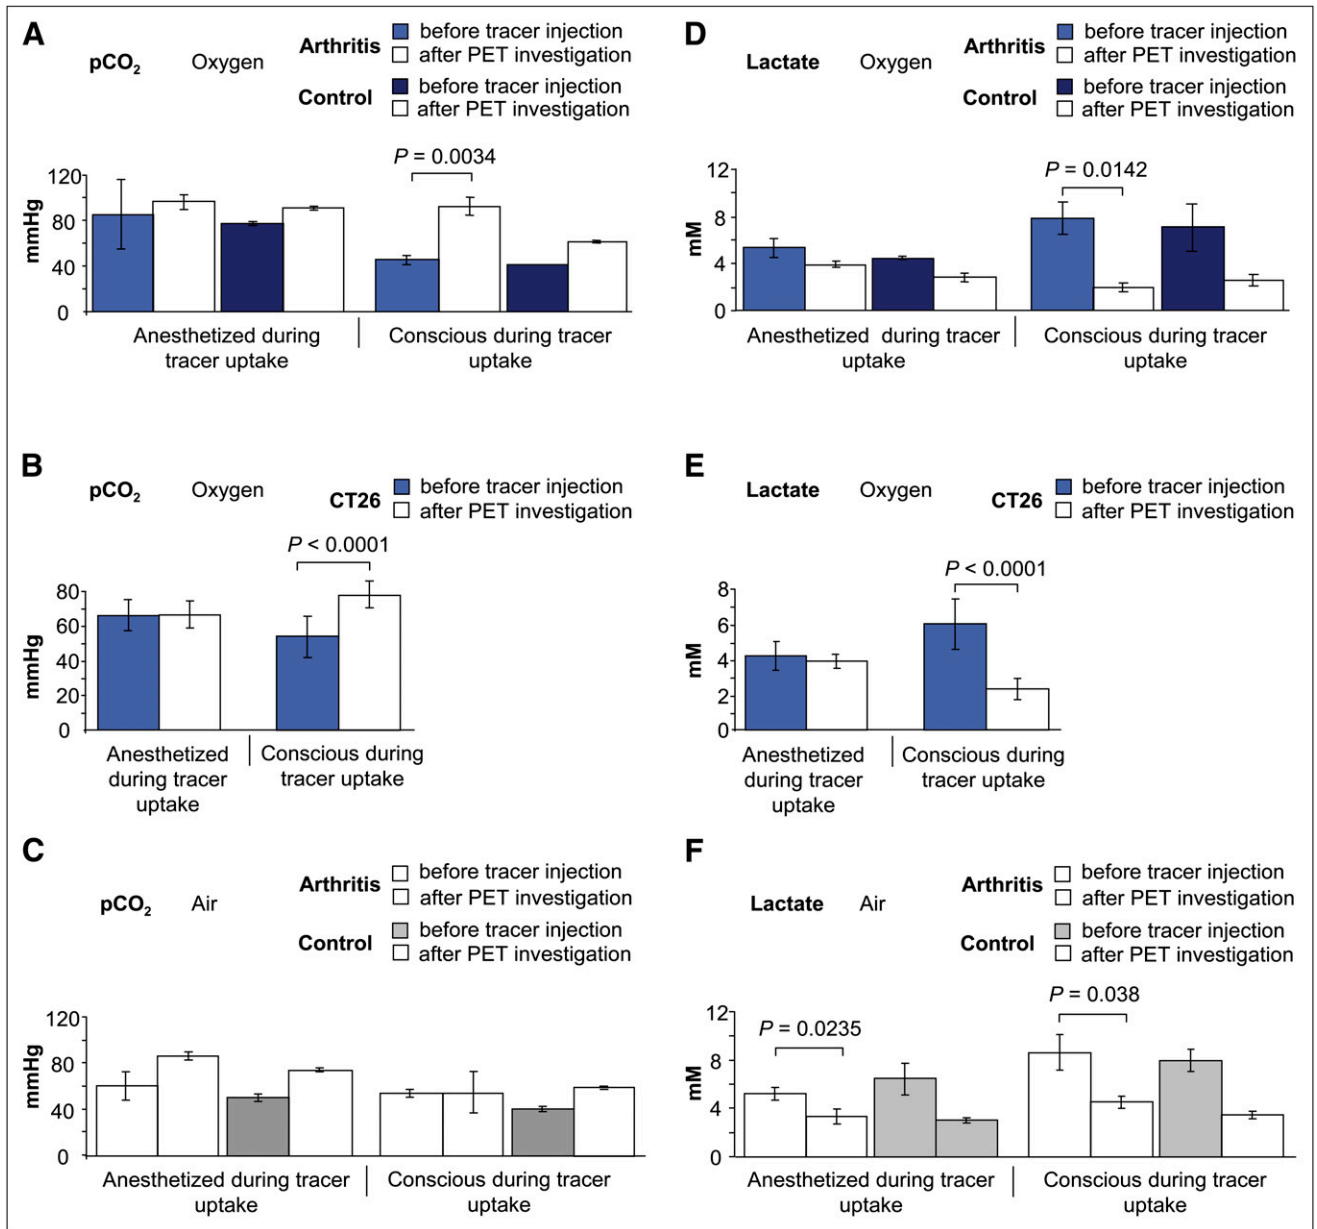 A
pCO2 Oxygen
Arthritis
before tracer injection
after PET investigation
Control
before tracer injection
after PET investigation
P = 0.0034
mmHg
120
80
40
0
Anesthetized during
tracer uptake
Conscious during tracer
uptake
D
Lactate Oxygen
Arthritis
before tracer injection
after PET investigation
Control
before tracer injection
after PET investigation
P = 0.0142
mM
12
8
4
0
Anesthetized during tracer
uptake
Conscious during tracer
uptake
B
pCO2 Oxygen
CT26
before tracer injection
after PET investigation
P < 0.0001
mmHg
80
60
40
20
0
Anesthetized
during tracer
uptake
Conscious during
tracer uptake
E
Lactate Oxygen
CT26
before tracer injection
after PET investigation
P < 0.0001
mM
8
6
4
2
0
Anesthetized
during tracer
uptake
Conscious during
tracer uptake
C
pCO2 Air
Arthritis
before tracer injection
after PET investigation
Control
before tracer injection
after PET investigation
mmHg
120
80
40
0
Anesthetized during tracer
uptake
Conscious during tracer
uptake
F
Lactate Air
Arthritis
before tracer injection
after PET investigation
Control
before tracer injection
after PET investigation
P = 0.0235
P = 0.038
mM
12
8
4
0
Anesthetized during tracer
uptake
Conscious during tracer
uptake